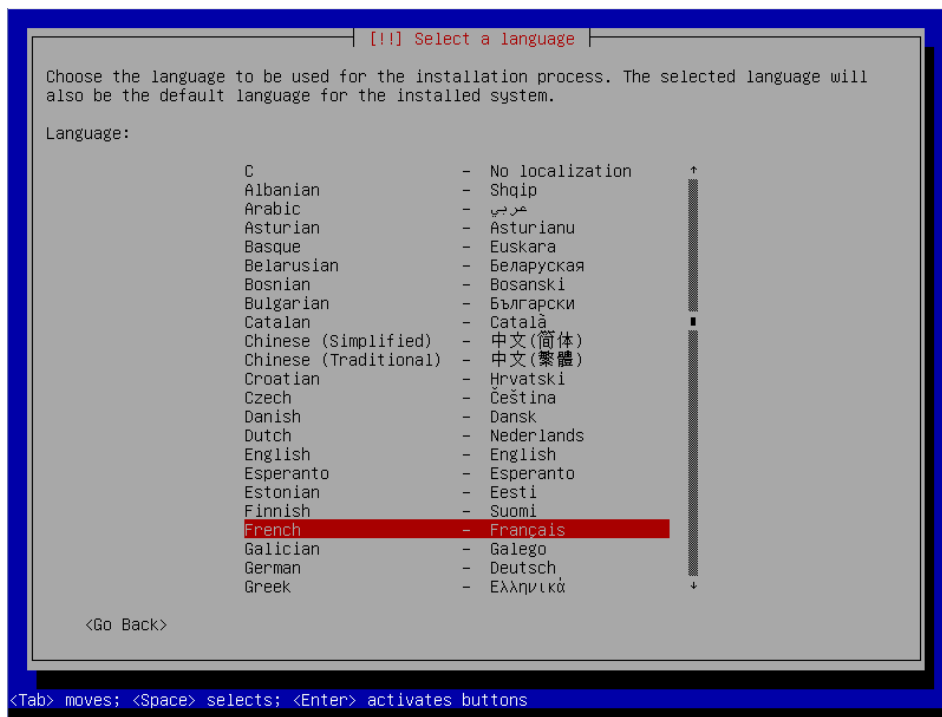 [!!] Select a language
Choose the language to be used for the installation process. The selected language will
also be the default language for the installed system.
Language:
C - No localization ↑
Albanian - Shqip
Arabic - عربي
Asturian - Asturianu
Basque - Euskara
Belarusian - Беларуская
Bosnian - Bosanski
Bulgarian - Български
Catalan - Català
Chinese (Simplified) - 中文(简体)
Chinese (Traditional) - 中文(繁體)
Croatian - Hrvatski
Czech - Čeština
Danish - Dansk
Dutch - Nederlands
English - English
Esperanto - Esperanto
Estonian - Eesti
Finnish - Suomi
French - Français
Galician - Galego
German - Deutsch
Greek - Ελληνικά ↓
<Go Back>
<Tab> moves; <Space> selects; <Enter> activates buttons